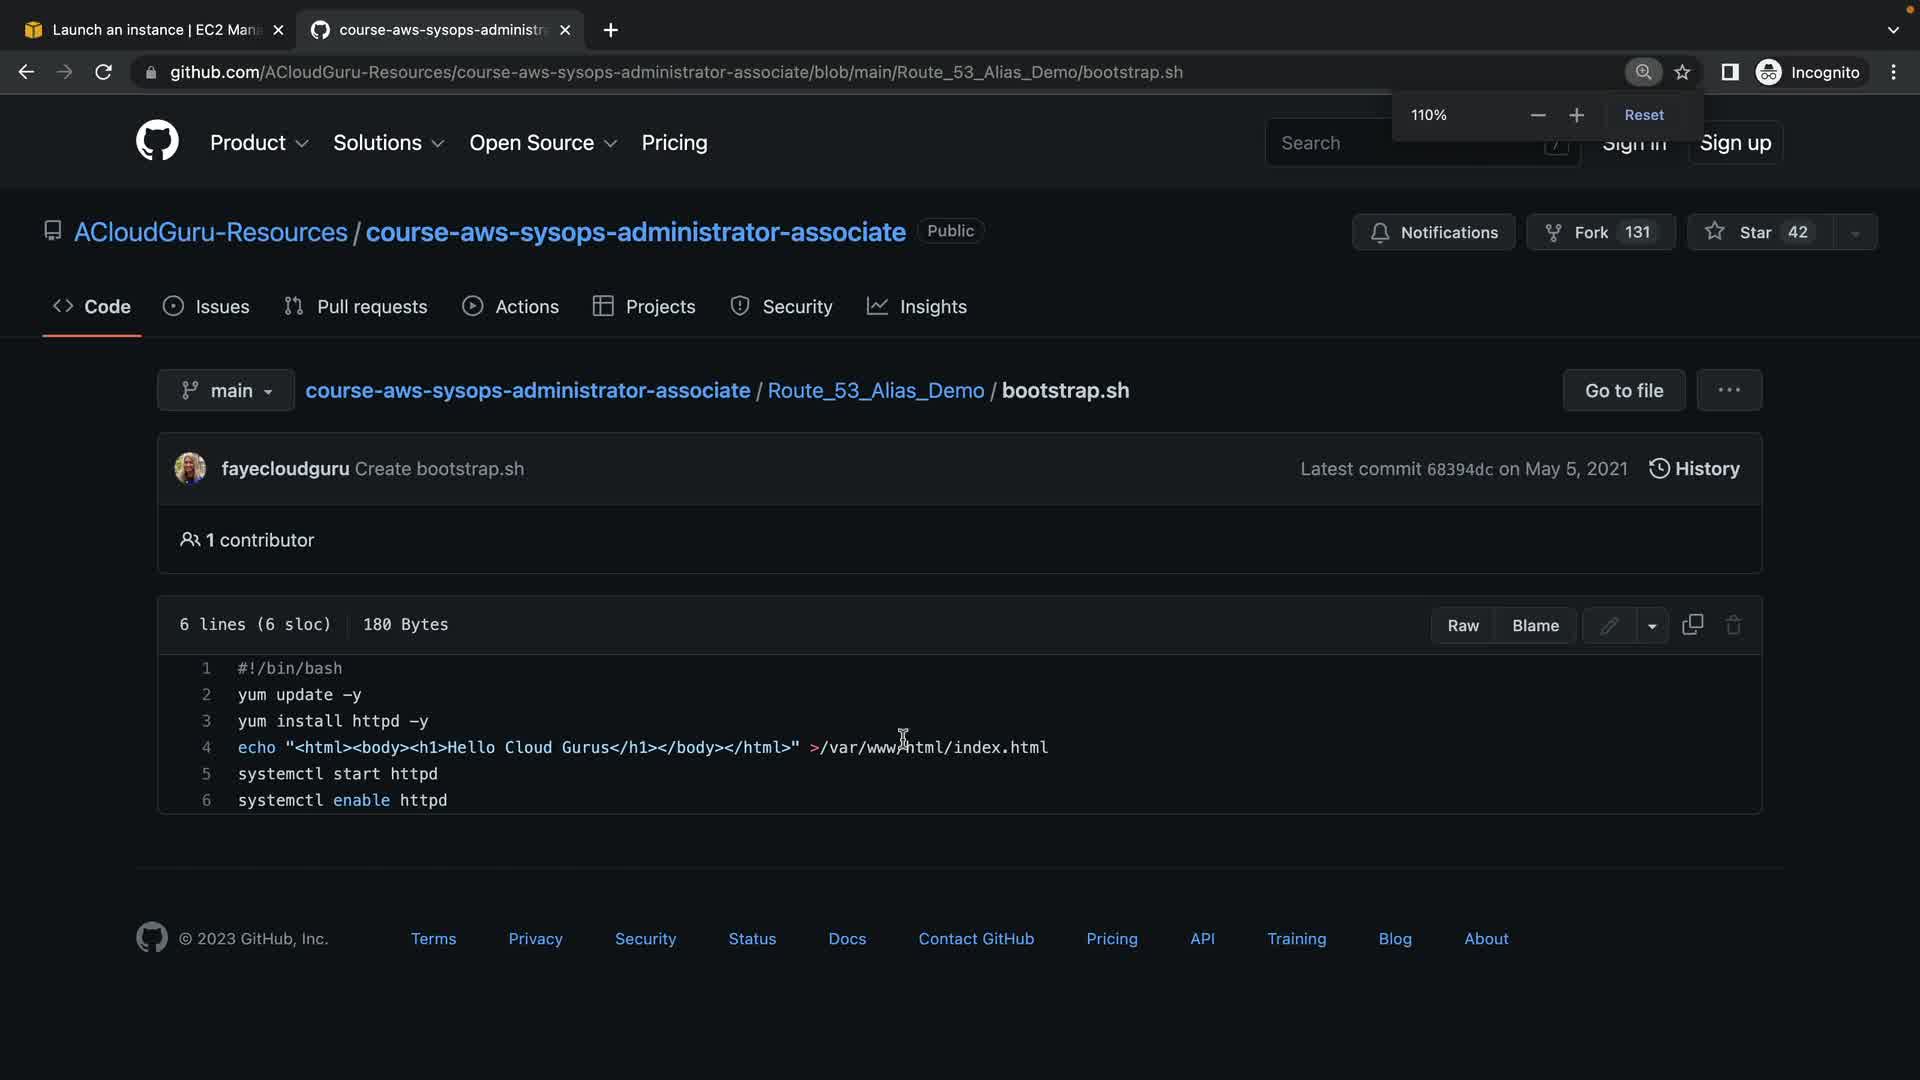 Launch an instance | EC2 Man
course-aws-sysops-administr
github.com/ACloudGuru-Resources/course-aws-sysops-administrator-associate/blob/main/Route_53_Alias_Demo/bootstrap.sh
Incognito
110%
Reset
Product
Solutions
Open Source
Pricing
Search
/
Sign in
Sign up
ACloudGuru-Resources / course-aws-sysops-administrator-associate
Public
Notifications
Fork 131
Star 42
Code
Issues
Pull requests
Actions
Projects
Security
Insights
main
course-aws-sysops-administrator-associate / Route_53_Alias_Demo / bootstrap.sh
Go to file
fayecloudguru Create bootstrap.sh
Latest commit 68394dc on May 5, 2021
History
1 contributor
6 lines (6 sloc)
180 Bytes
Raw
Blame
1 #!/bin/bash
2 yum update -y
3 yum install httpd -y
4 echo "<html><body><h1>Hello Cloud Gurus</h1></body></html>" >/var/www/html/index.html
5 systemctl start httpd
6 systemctl enable httpd
© 2023 GitHub, Inc.
Terms
Privacy
Security
Status
Docs
Contact GitHub
Pricing
API
Training
Blog
About